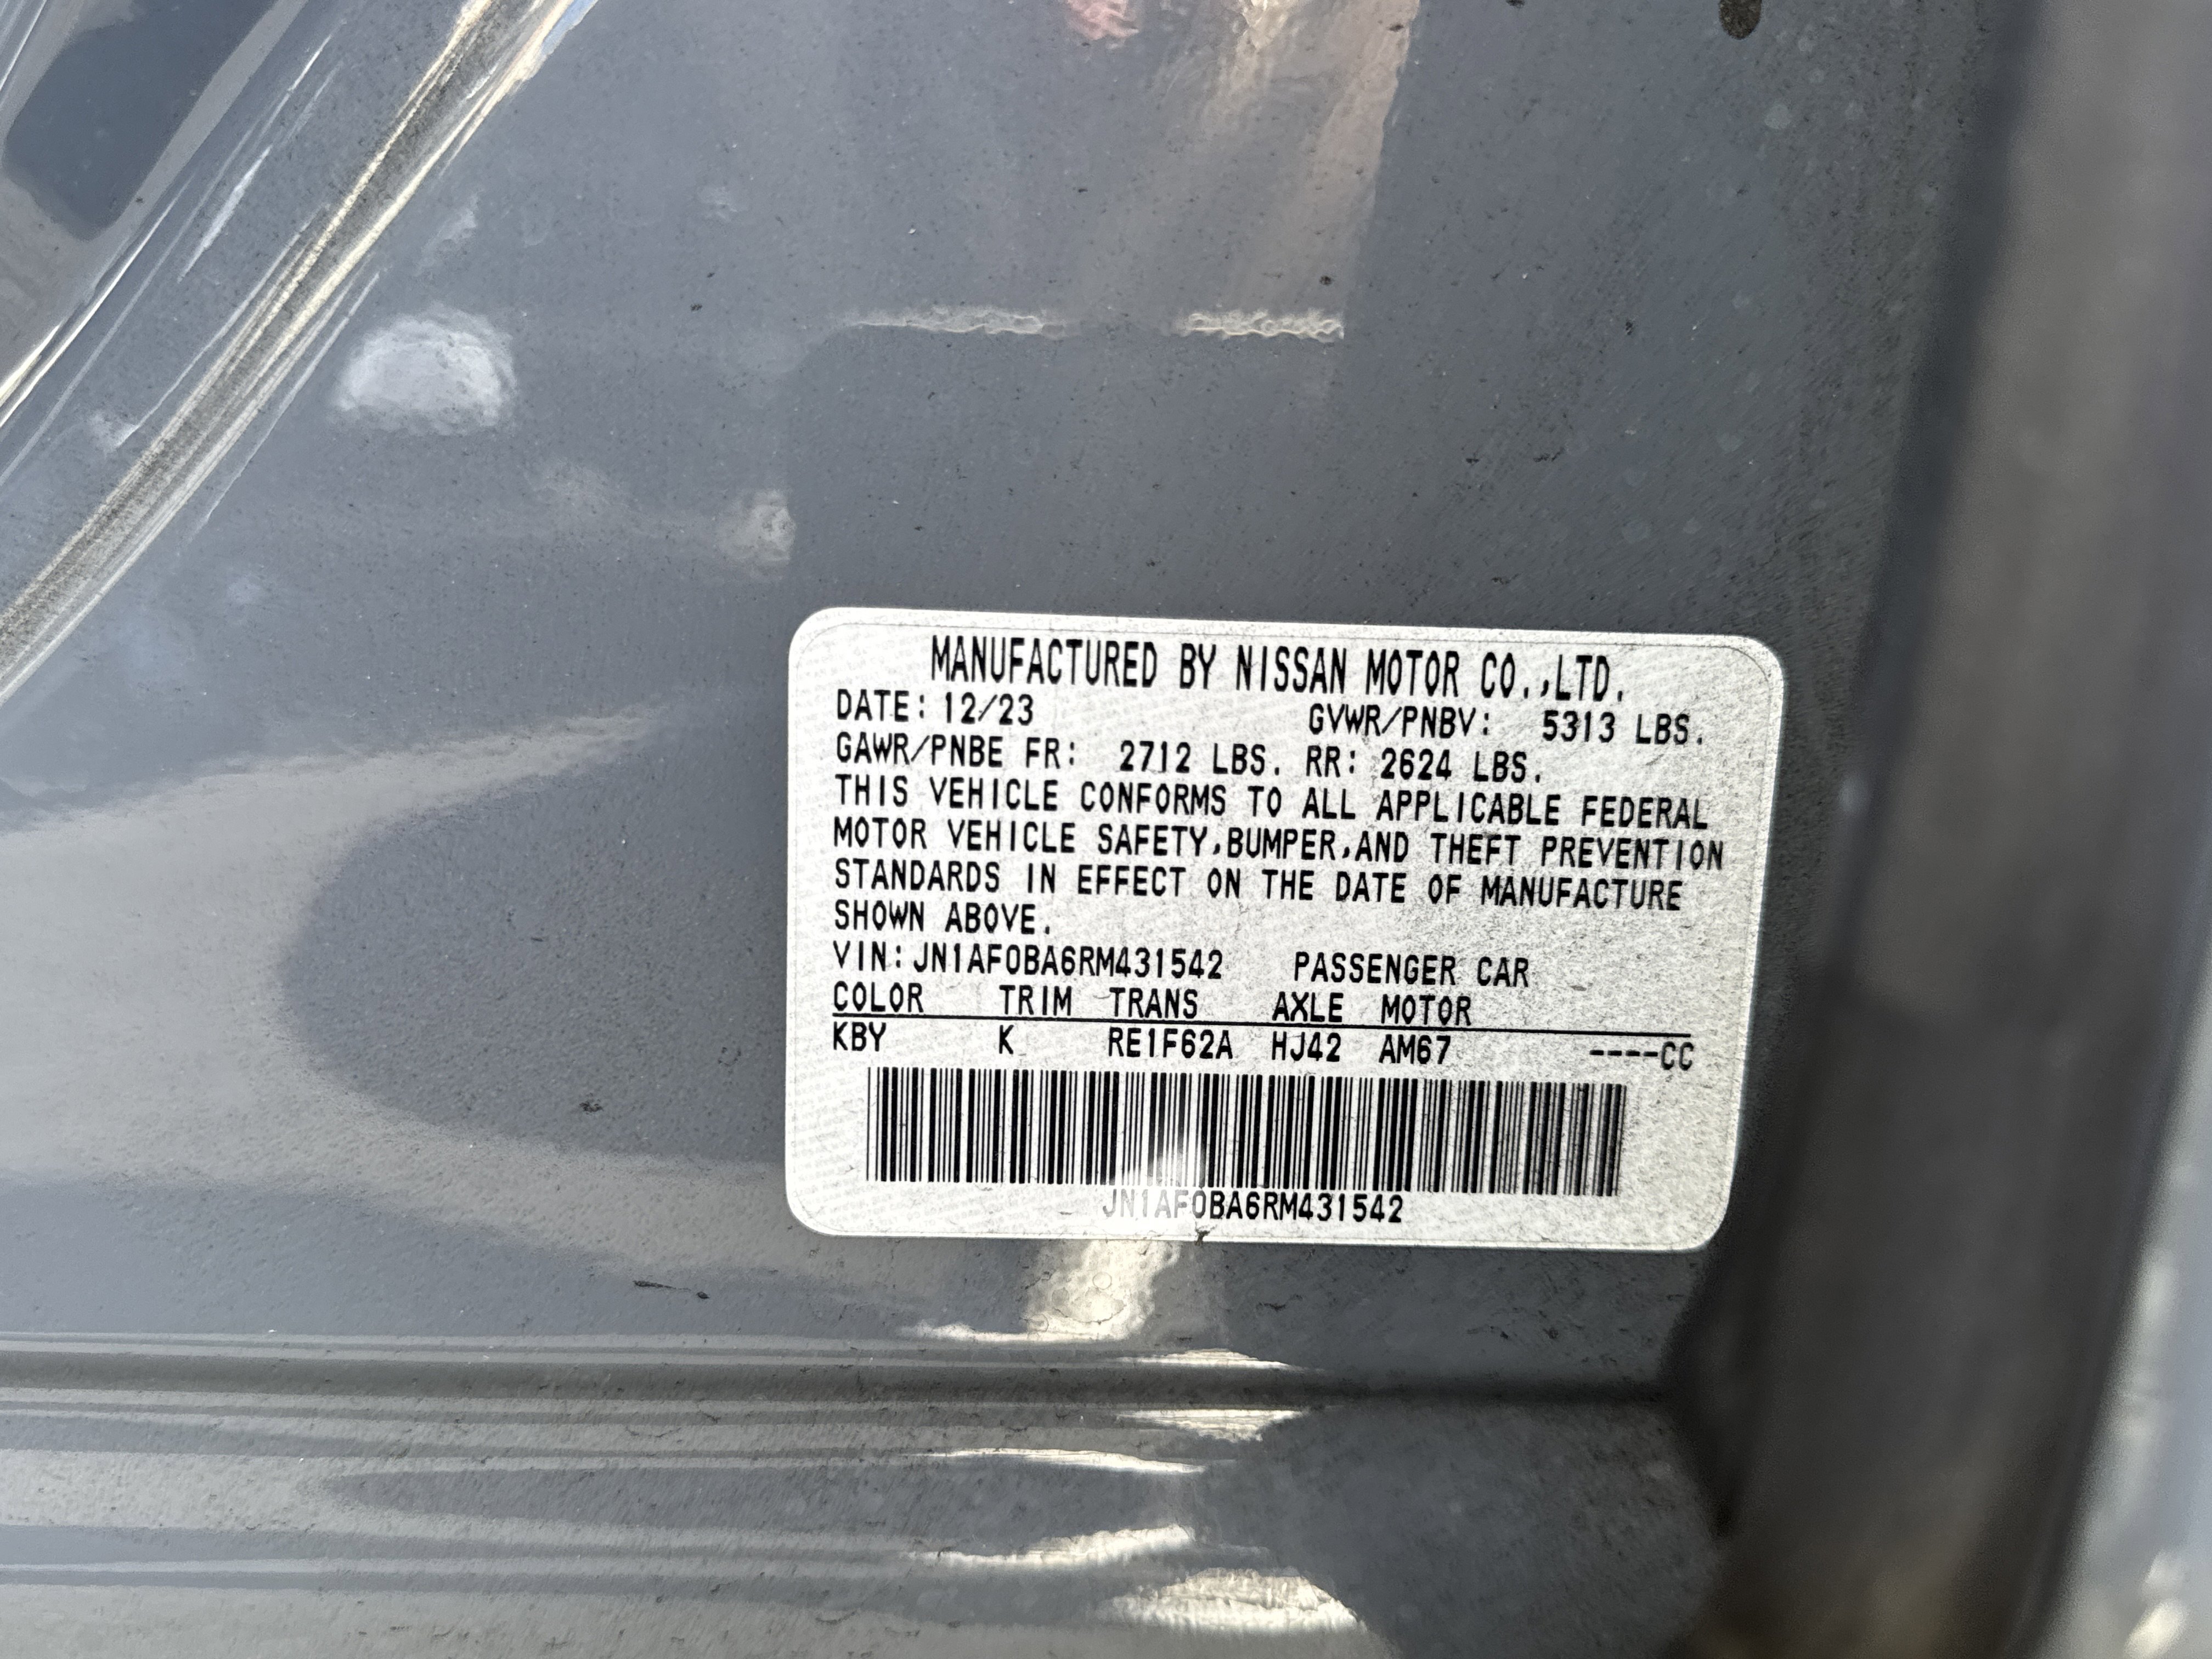 MANUFACTURED BY NISSAN MOTOR CO.,LTD.
DATE: 12/23 GVWR/PNBV: 5313 LBS.
GAWR/PNBE FR: 2712 LBS. RR: 2624 LBS.
THIS VEHICLE CONFORMS TO ALL APPLICABLE FEDERAL
MOTOR VEHICLE SAFETY,BUMPER,AND THEFT PREVENTION
STANDARDS IN EFFECT ON THE DATE OF MANUFACTURE
SHOWN ABOVE.
VIN: JN1AF0BA6RM431542 PASSENGER CAR
COLOR TRIM TRANS AXLE MOTOR
KBY K RE1F62A HJ42 AM67 ----CC
JN1AF0BA6RM431542